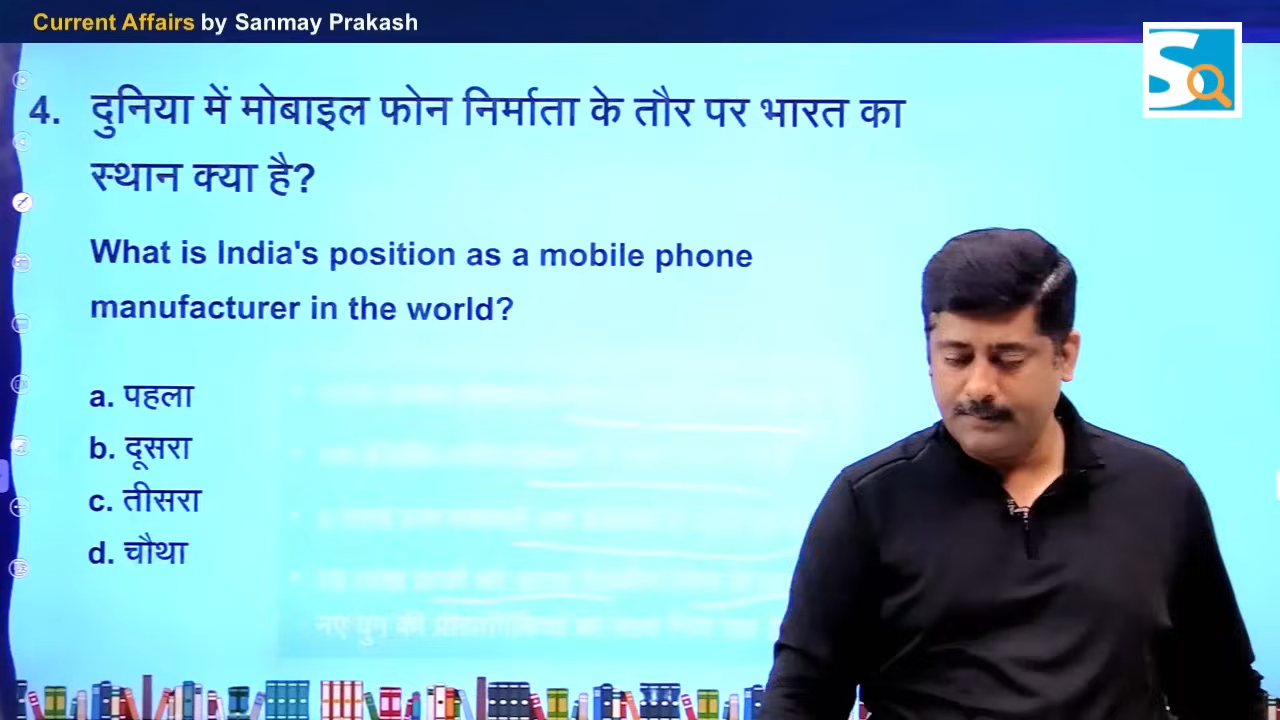 Current Affairs by Sanmay Prakash
4. दुनिया में मोबाइल फोन निर्माता के तौर पर भारत का
स्थान क्या है?
What is India's position as a mobile phone
manufacturer in the world?
a. पहला
b. दूसरा
c. तीसरा
d. चौथा